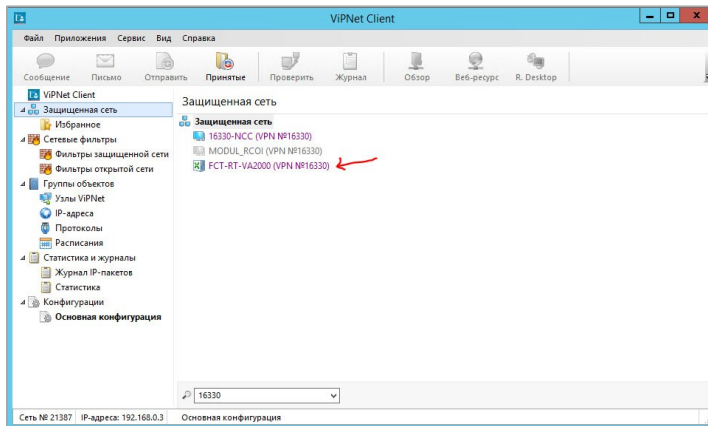 ViPNet Client
Файл Приложения Сервис Вид Справка
Сообщение Письмо Отправить Принятые Проверить Журнал Обзор Веб-ресурс R. Desktop
ViPNet Client
Защищенная сеть
Избранное
Сетевые фильтры
Фильтры защищенной сети
Фильтры открытой сети
Группы объектов
Узлы ViPNet
IP-адреса
Протоколы
Расписания
Статистика и журналы
Журнал IP-пакетов
Статистика
Конфигурации
Основная конфигурация
Защищенная сеть
Защищенная сеть
16330-NCC (VPN №16330)
MODUL_RCOI (VPN №16330)
FCT-RT-VA2000 (VPN №16330)
16330
Сеть № 21387 IP-адреса: 192.168.0.3 Основная конфигурация